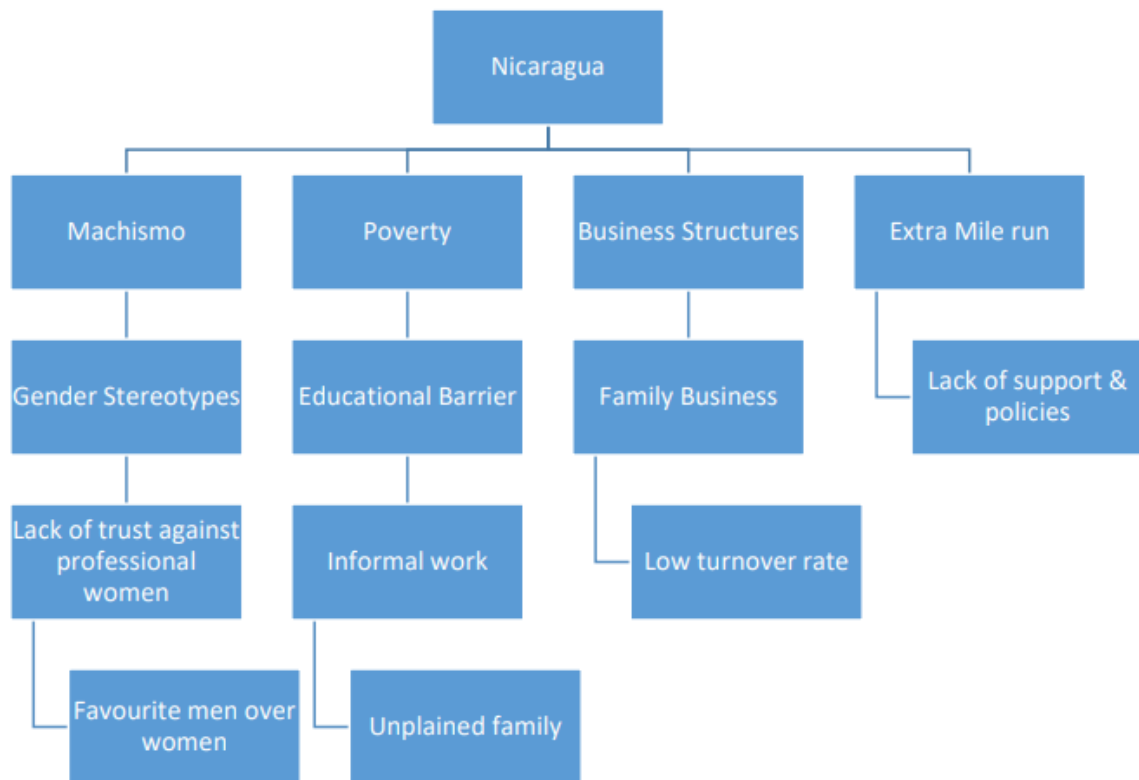 Nicaragua
Machismo
Poverty
Business Structures
Extra Mile run
Gender Stereotypes
Educational Barrier
Family Business
Lack of support &
policies
Lack of trust against
professional
women
Informal work
Low turnover rate
Favourite men over
women
Unplained family